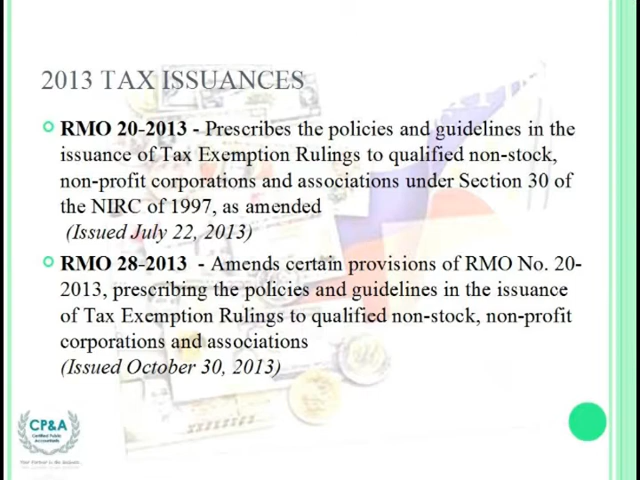 2013 TAX ISSUANCES
RMO 20-2013 - Prescribes the policies and guidelines in the
issuance of Tax Exemption Rulings to qualified non-stock,
non-profit corporations and associations under Section 30 of
the NIRC of 1997, as amended
(Issued July 22, 2013)
RMO 28-2013 - Amends certain provisions of RMO No. 20-
2013, prescribing the policies and guidelines in the issuance
of Tax Exemption Rulings to qualified non-stock, non-profit
corporations and associations
(Issued October 30, 2013)
CP&A
Certified Public
Accountants